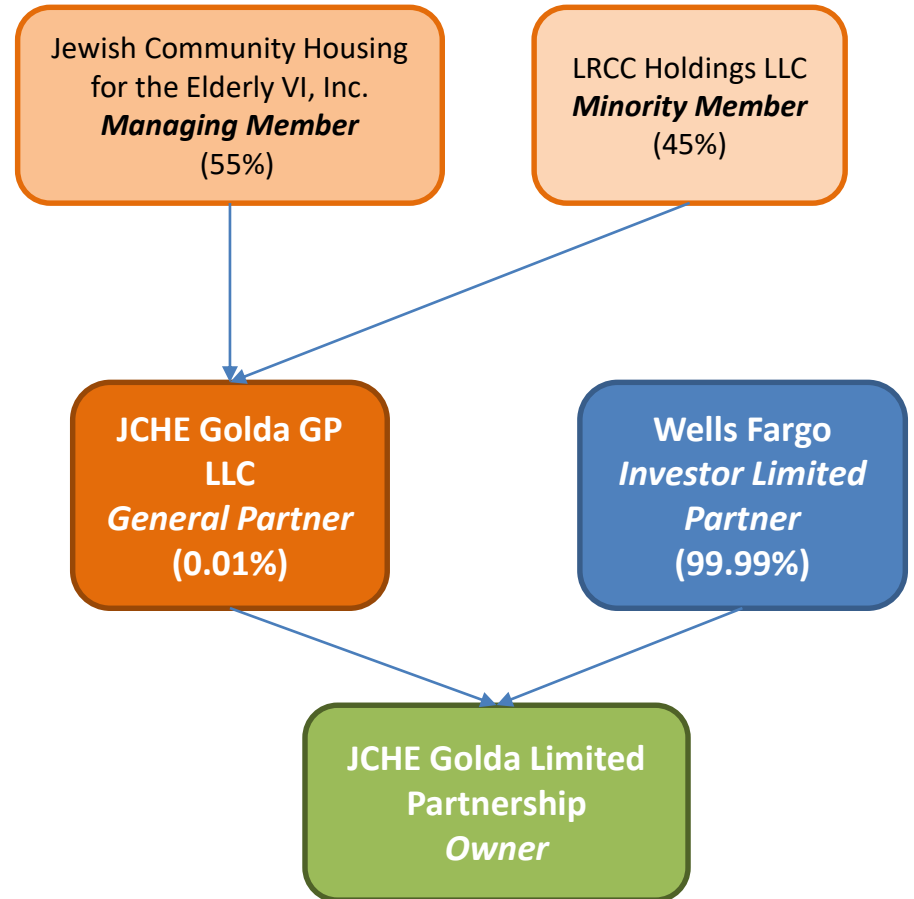 Jewish Community Housing
for the Elderly VI, Inc.
Managing Member
(55%)
LRCC Holdings LLC
Minority Member
(45%)
JCHE Golda GP
LLC
General Partner
(0.01%)
Wells Fargo
Investor Limited
Partner
(99.99%)
JCHE Golda Limited
Partnership
Owner